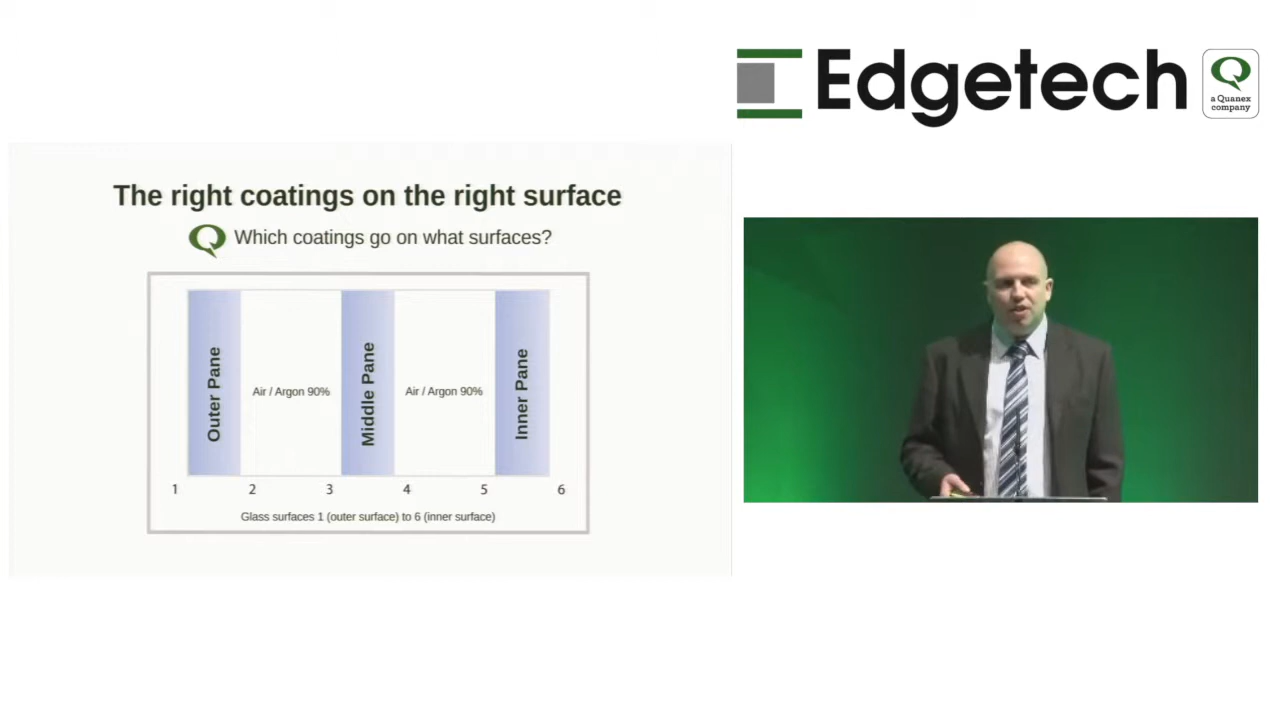 Edgetech
a Quanex
company
The right coatings on the right surface
Which coatings go on what surfaces?
Outer Pane
Air / Argon 90%
Middle Pane
Air / Argon 90%
Inner Pane
1 2 3 4 5 6
Glass surfaces 1 (outer surface) to 6 (inner surface)